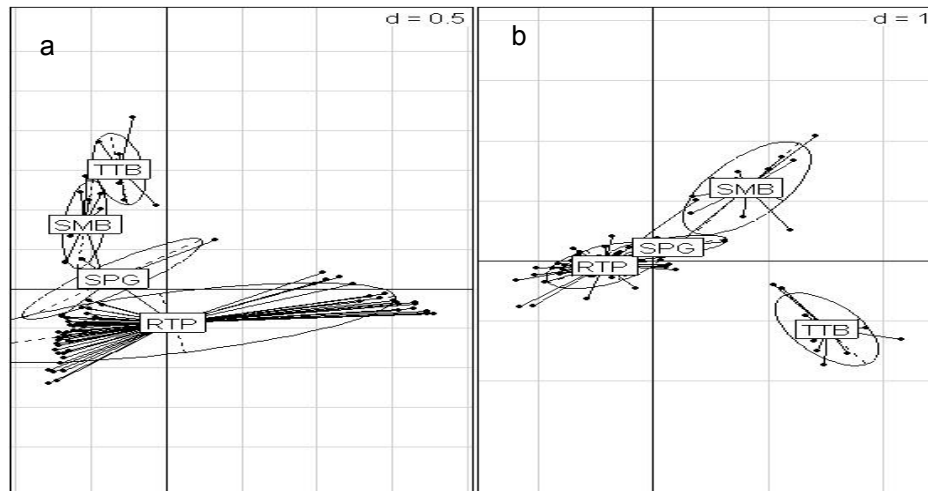 a
d = 0.5
TTB
SMB
SPG
RTP
b
d = 1
SMB
SPG
RTP
TTB